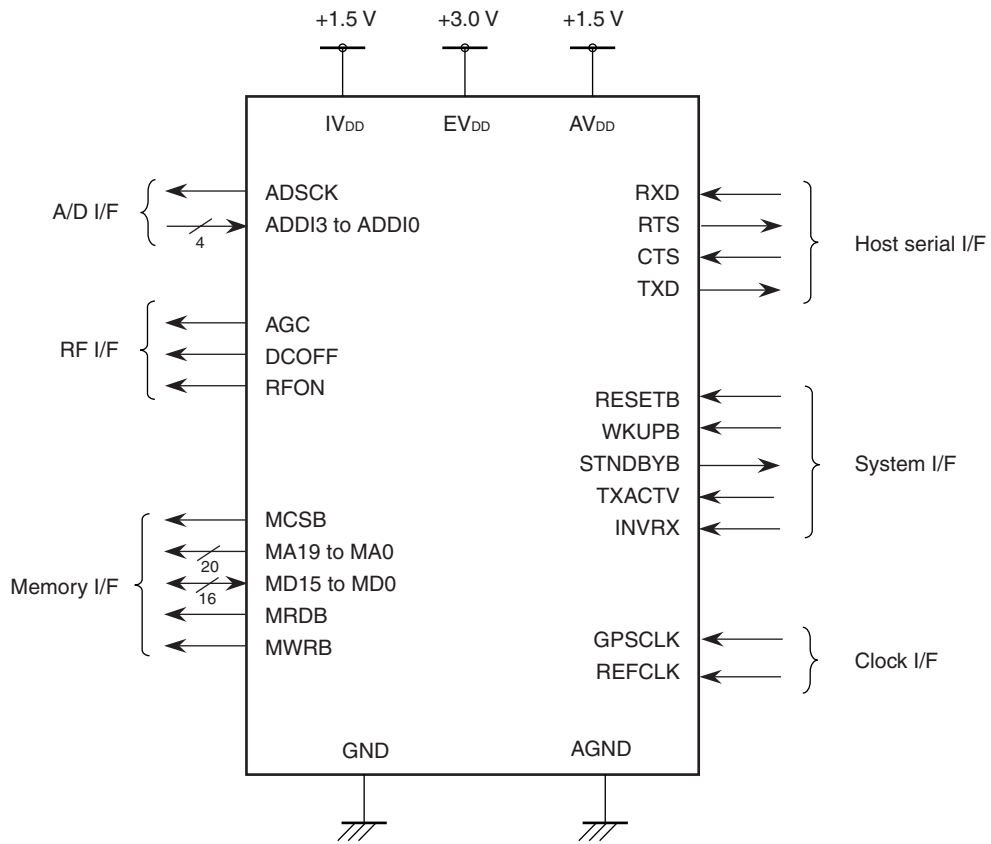 +1.5 V
+3.0 V
+1.5 V
IVDD
EVDD
AVDD
A/D I/F
ADSCK
ADDI3 to ADDI0
4
RF I/F
AGC
DCOFF
RFON
Memory I/F
MCSB
MA19 to MA0
20
MD15 to MD0
16
MRDB
MWRB
RXD
RTS
CTS
TXD
Host serial I/F
RESETB
WKUPB
STNDBYB
TXACTV
INVRX
System I/F
GPSCLK
REFCLK
Clock I/F
GND
AGND